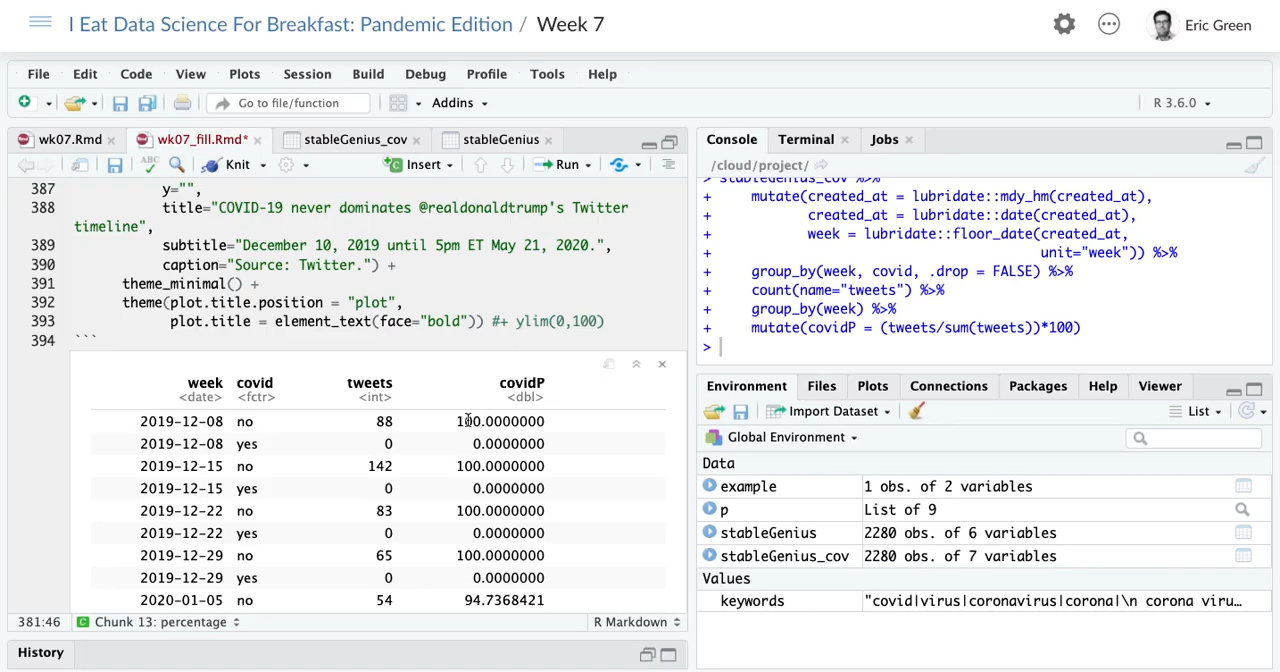 I Eat Data Science For Breakfast: Pandemic Edition / Week 7
Eric Green
File Edit Code View Plots Session Build Debug Profile Tools Help
Go to file/function
Addins
R 3.6.0
wk07.Rmd
wk07_fill.Rmd*
stableGenius_cov
stableGenius
ABC
Knit
Insert
Run
387 y="",
388 title="COVID-19 never dominates @realdonaldtrump's Twitter
timeline",
389 subtitle="December 10, 2019 until 5pm ET May 21, 2020.",
390 caption="Source: Twitter.") +
391 theme_minimal() +
392 theme(plot.title.position = "plot",
393 plot.title = element_text(face="bold")) #+ ylim(0,100)
394 ```
week covid tweets covidP
<date> <fctr> <int> <dbl>
2019-12-08 no 88 100.0000000
2019-12-08 yes 0 0.0000000
2019-12-15 no 142 100.0000000
2019-12-15 yes 0 0.0000000
2019-12-22 no 83 100.0000000
2019-12-22 yes 0 0.0000000
2019-12-29 no 65 100.0000000
2019-12-29 yes 0 0.0000000
2020-01-05 no 54 94.7368421
381:46 C Chunk 13: percentage R Markdown
History
Console Terminal Jobs
/cloud/project/
> stableGenius_cov %>%
+ mutate(created_at = lubridate::mdy_hm(created_at),
+ created_at = lubridate::date(created_at),
+ week = lubridate::floor_date(created_at,
+ unit="week")) %>%
+ group_by(week, covid, .drop = FALSE) %>%
+ count(name="tweets") %>%
+ group_by(week) %>%
+ mutate(covidP = (tweets/sum(tweets))*100)
>
Environment Files Plots Connections Packages Help Viewer
Import Dataset
List
Global Environment
Data
example 1 obs. of 2 variables
p List of 9
stableGenius 2280 obs. of 6 variables
stableGenius_cov 2280 obs. of 7 variables
Values
keywords "covid|virus|coronavirus|corona|\n corona viru…